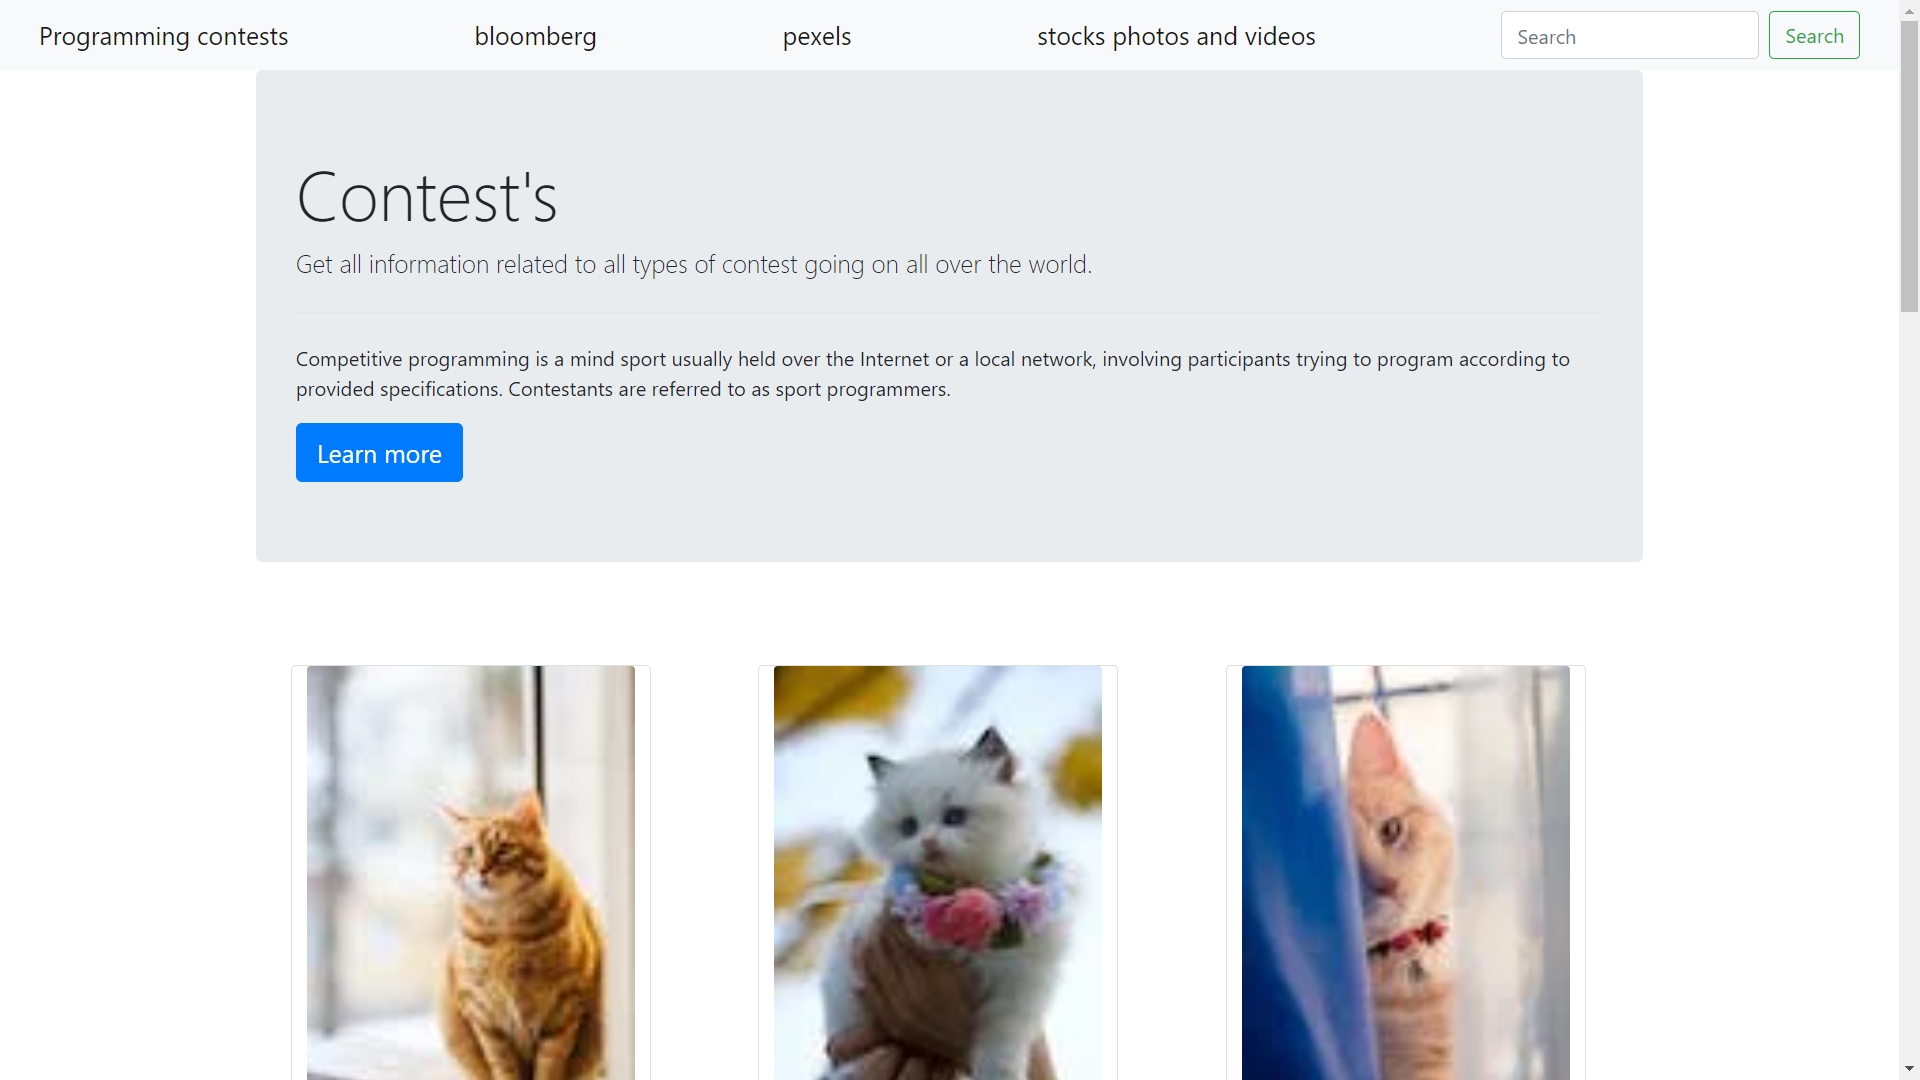 Programming contests bloomberg pexels stocks photos and videos Search Search
Contest's
Get all information related to all types of contest going on all over the world.
Competitive programming is a mind sport usually held over the Internet or a local network, involving participants trying to program according to
provided specifications. Contestants are referred to as sport programmers.
Learn more